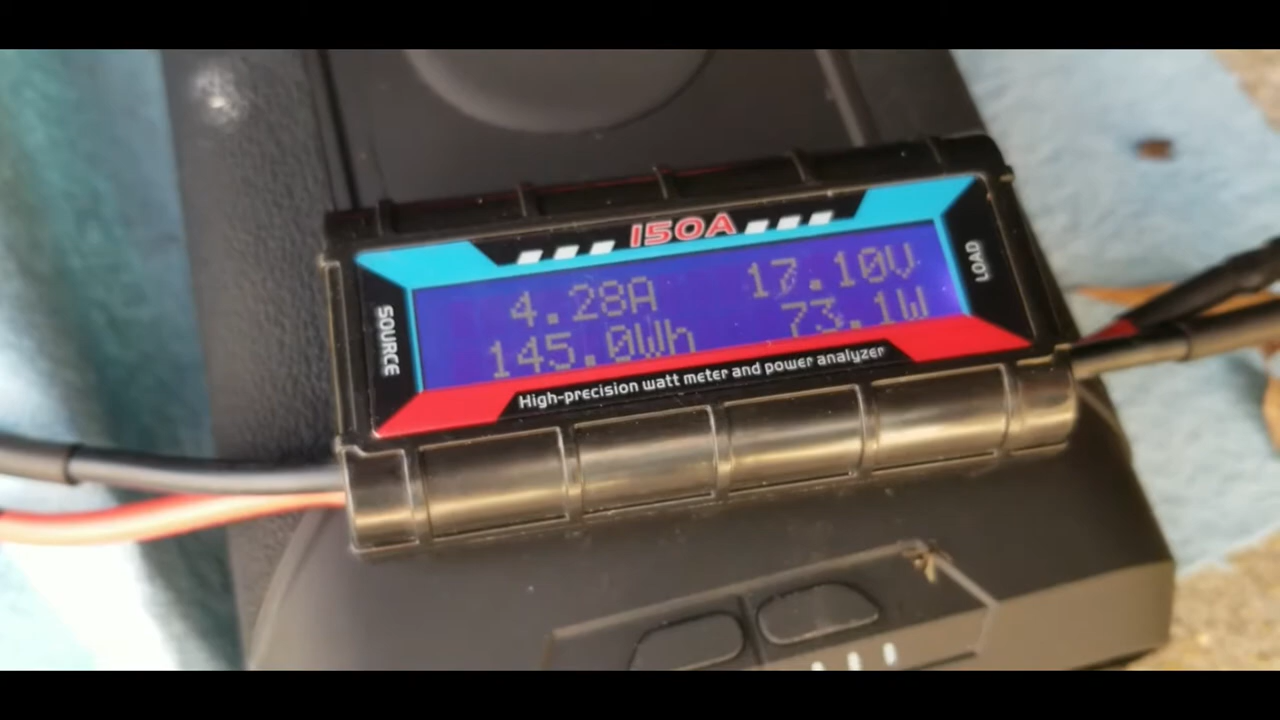 150A
SOURCE
4.28A 17.10V
145.0Wh 73.1W
LOAD
High-precision watt meter and power analyzer